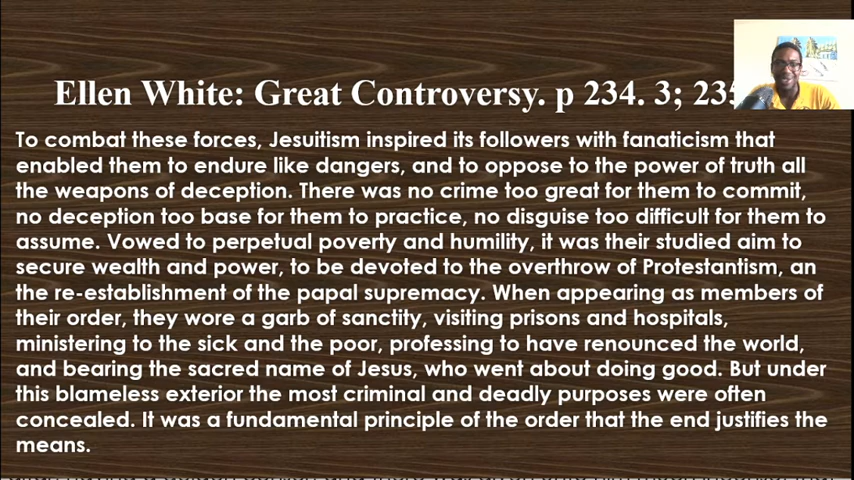 Ellen White: Great Controversy. p 234. 3; 235
To combat these forces, Jesuitism inspired its followers with fanaticism that
enabled them to endure like dangers, and to oppose to the power of truth all
the weapons of deception. There was no crime too great for them to commit,
no deception too base for them to practice, no disguise too difficult for them to
assume. Vowed to perpetual poverty and humility, it was their studied aim to
secure wealth and power, to be devoted to the overthrow of Protestantism, an
the re-establishment of the papal supremacy. When appearing as members of
their order, they wore a garb of sanctity, visiting prisons and hospitals,
ministering to the sick and the poor, professing to have renounced the world,
and bearing the sacred name of Jesus, who went about doing good. But under
this blameless exterior the most criminal and deadly purposes were often
concealed. It was a fundamental principle of the order that the end justifies the
means.